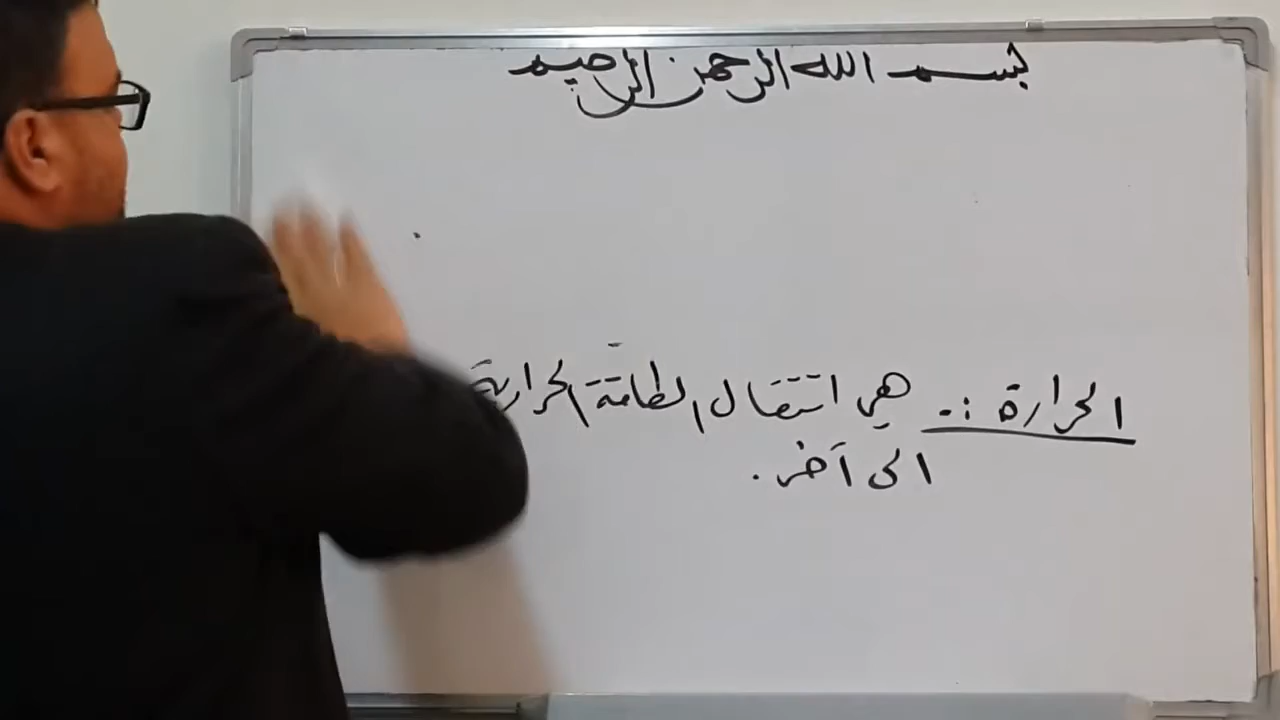 بسم الله الرحمن الرحيم
الحرارة :- هي انتقال الطاقة الحرارية
الى آخر .